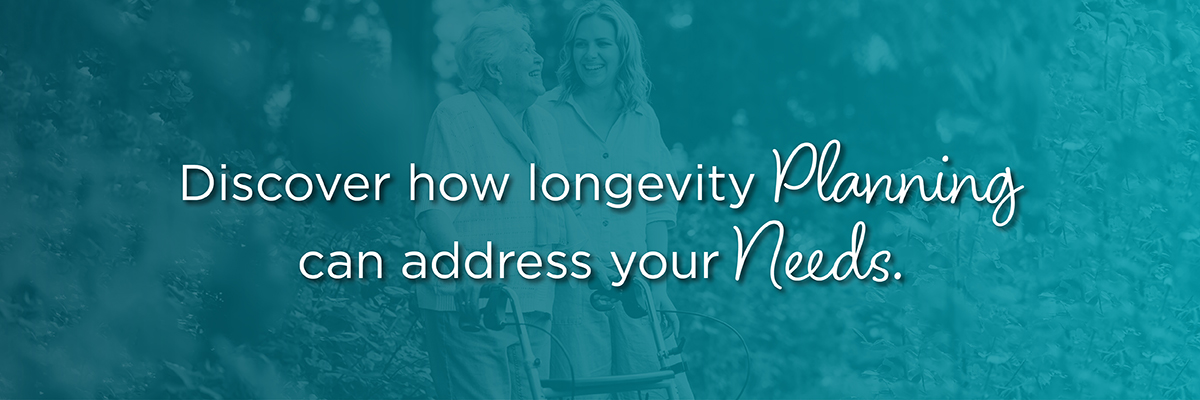 Discover how longevity Planning
can address your Needs.